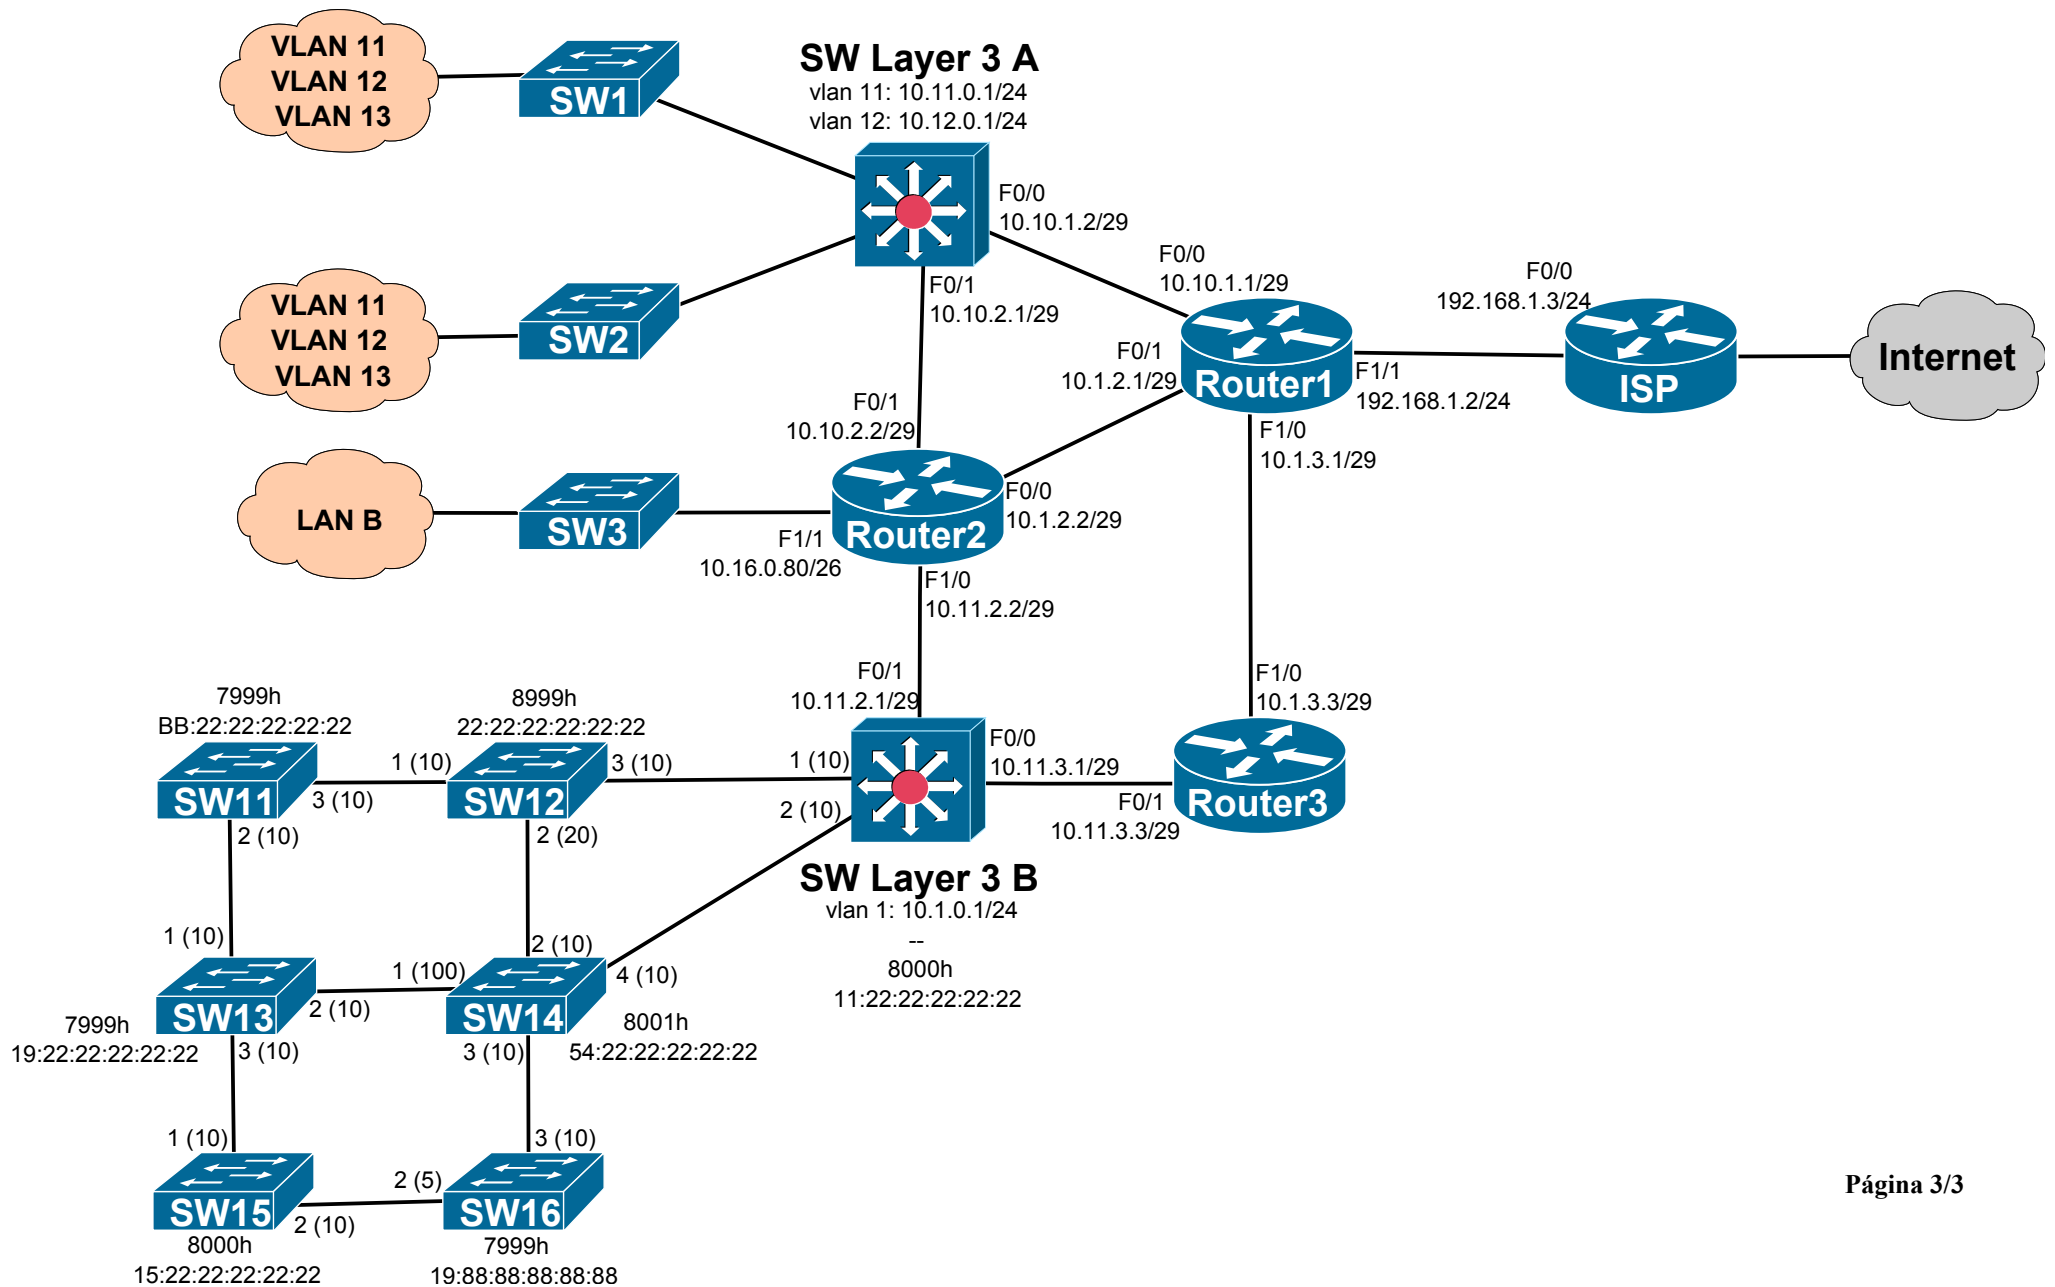 VLAN 11
VLAN 12
VLAN 13
SW1
SW Layer 3 A
vlan 11: 10.11.0.1/24
vlan 12: 10.12.0.1/24
F0/0
10.10.1.2/29
F0/0
10.10.1.1/29
F0/0
192.168.1.3/24
VLAN 11
VLAN 12
VLAN 13
SW2
F0/1
10.10.2.1/29
F0/1
10.1.2.1/29
Router1
F1/1
192.168.1.2/24
ISP
Internet
F0/1
10.10.2.2/29
F1/0
10.1.3.1/29
LAN B
SW3
F1/1
10.16.0.80/26
Router2
F0/0
10.1.2.2/29
F1/0
10.11.2.2/29
F0/1
10.11.2.1/29
F1/0
10.1.3.3/29
7999h
BB:22:22:22:22:22
8999h
22:22:22:22:22:22
SW11
3 (10)
2 (10)
1 (10)
SW12
3 (10)
2 (20)
1 (10)
2 (10)
F0/0
10.11.3.1/29
F0/1
10.11.3.3/29
Router3
SW Layer 3 B
vlan 1: 10.1.0.1/24
--
8000h
11:22:22:22:22:22
1 (10)
SW13
2 (10)
3 (10)
7999h
19:22:22:22:22:22
1 (100)
2 (10)
4 (10)
SW14
3 (10)
8001h
54:22:22:22:22:22
1 (10)
SW15
2 (10)
8000h
15:22:22:22:22:22
3 (10)
2 (5)
SW16
7999h
19:88:88:88:88:88
Página 3/3